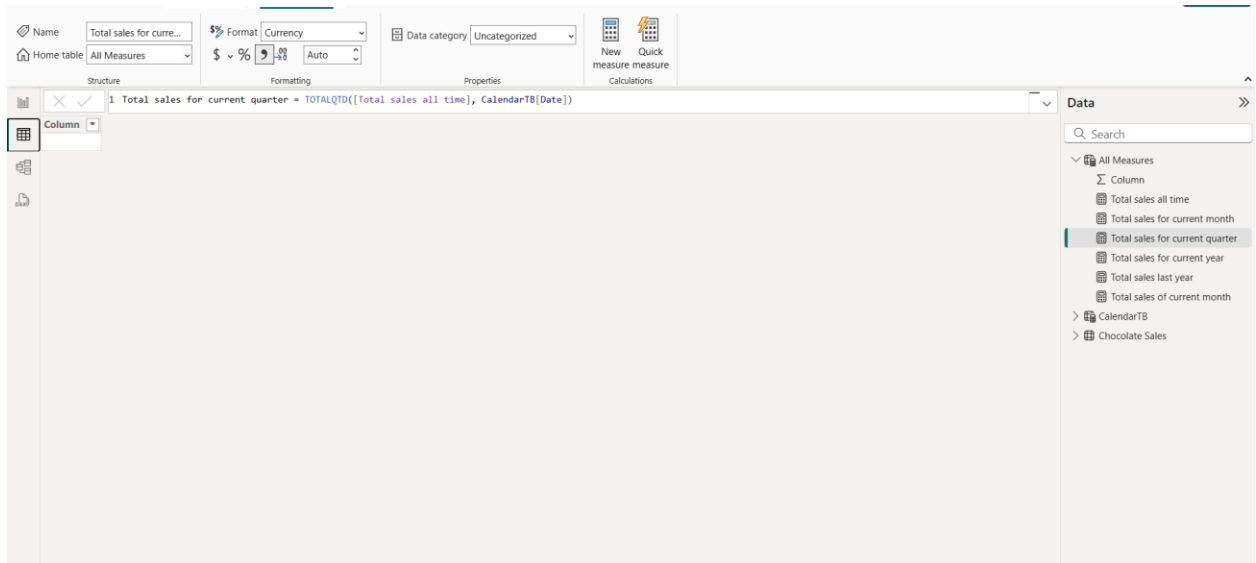 Name Total sales for curre...
Home table All Measures
Structure
$% Format Currency
$ % 9 .00 Auto
Formatting
Data category Uncategorized
Properties
New measure
Quick measure
Calculations
1 Total sales for current quarter = TOTALQTD([Total sales all time], CalendarTB[Date])
Column
Data
Search
All Measures
Σ Column
Total sales all time
Total sales for current month
Total sales for current quarter
Total sales for current year
Total sales last year
Total sales of current month
CalendarTB
Chocolate Sales